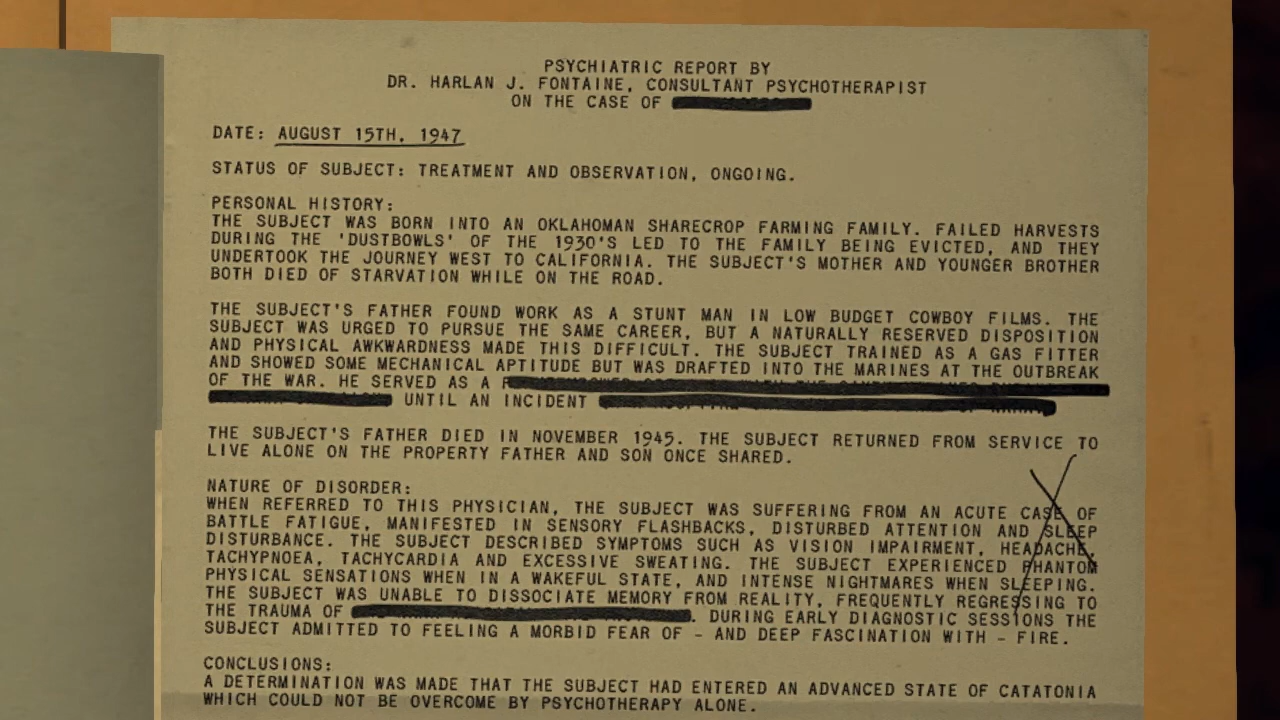 PSYCHIATRIC REPORT BY
DR. HARLAN J. FONTAINE, CONSULTANT PSYCHOTHERAPIST
ON THE CASE OF
DATE: AUGUST 15TH, 1947
STATUS OF SUBJECT: TREATMENT AND OBSERVATION, ONGOING.
PERSONAL HISTORY:
THE SUBJECT WAS BORN INTO AN OKLAHOMAN SHARECROP FARMING FAMILY. FAILED HARVESTS
DURING THE 'DUSTBOWLS' OF THE 1930'S LED TO THE FAMILY BEING EVICTED, AND THEY
UNDERTOOK THE JOURNEY WEST TO CALIFORNIA. THE SUBJECT'S MOTHER AND YOUNGER BROTHER
BOTH DIED OF STARVATION WHILE ON THE ROAD.
THE SUBJECT'S FATHER FOUND WORK AS A STUNT MAN IN LOW BUDGET COWBOY FILMS. THE
SUBJECT WAS URGED TO PURSUE THE SAME CAREER, BUT A NATURALLY RESERVED DISPOSITION
AND PHYSICAL AWKWARDNESS MADE THIS DIFFICULT. THE SUBJECT TRAINED AS A GAS FITTER
AND SHOWED SOME MECHANICAL APTITUDE BUT WAS DRAFTED INTO THE MARINES AT THE OUTBREAK
OF THE WAR. HE SERVED AS A
UNTIL AN INCIDENT
THE SUBJECT'S FATHER DIED IN NOVEMBER 1945. THE SUBJECT RETURNED FROM SERVICE TO
LIVE ALONE ON THE PROPERTY FATHER AND SON ONCE SHARED.
NATURE OF DISORDER:
WHEN REFERRED TO THIS PHYSICIAN, THE SUBJECT WAS SUFFERING FROM AN ACUTE CASE OF
BATTLE FATIGUE, MANIFESTED IN SENSORY FLASHBACKS, DISTURBED ATTENTION AND SLEEP
DISTURBANCE. THE SUBJECT DESCRIBED SYMPTOMS SUCH AS VISION IMPAIRMENT, HEADACHE,
TACHYPNOEA, TACHYCARDIA AND EXCESSIVE SWEATING. THE SUBJECT EXPERIENCED PHANTOM
PHYSICAL SENSATIONS WHEN IN A WAKEFUL STATE, AND INTENSE NIGHTMARES WHEN SLEEPING.
THE SUBJECT WAS UNABLE TO DISSOCIATE MEMORY FROM REALITY, FREQUENTLY REGRESSING TO
THE TRAUMA OF . DURING EARLY DIAGNOSTIC SESSIONS THE
SUBJECT ADMITTED TO FEELING A MORBID FEAR OF - AND DEEP FASCINATION WITH - FIRE.
CONCLUSIONS:
A DETERMINATION WAS MADE THAT THE SUBJECT HAD ENTERED AN ADVANCED STATE OF CATATONIA
WHICH COULD NOT BE OVERCOME BY PSYCHOTHERAPY ALONE.